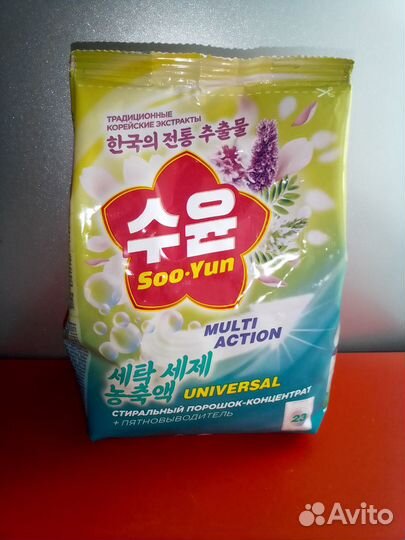 ТРАДИЦИОННЫЕ
КОРЕЙСКИЕ ЭКСТРАКТЫ
한국의 전통 추출물
수윤
Soo-Yun
MULTI
ACTION
세탁 세제
농축액 UNIVERSAL
СТИРАЛЬНЫЙ ПОРОШОК-КОНЦЕНТРАТ
+ ПЯТНОВЫВОДИТЕЛЬ
23
Avito